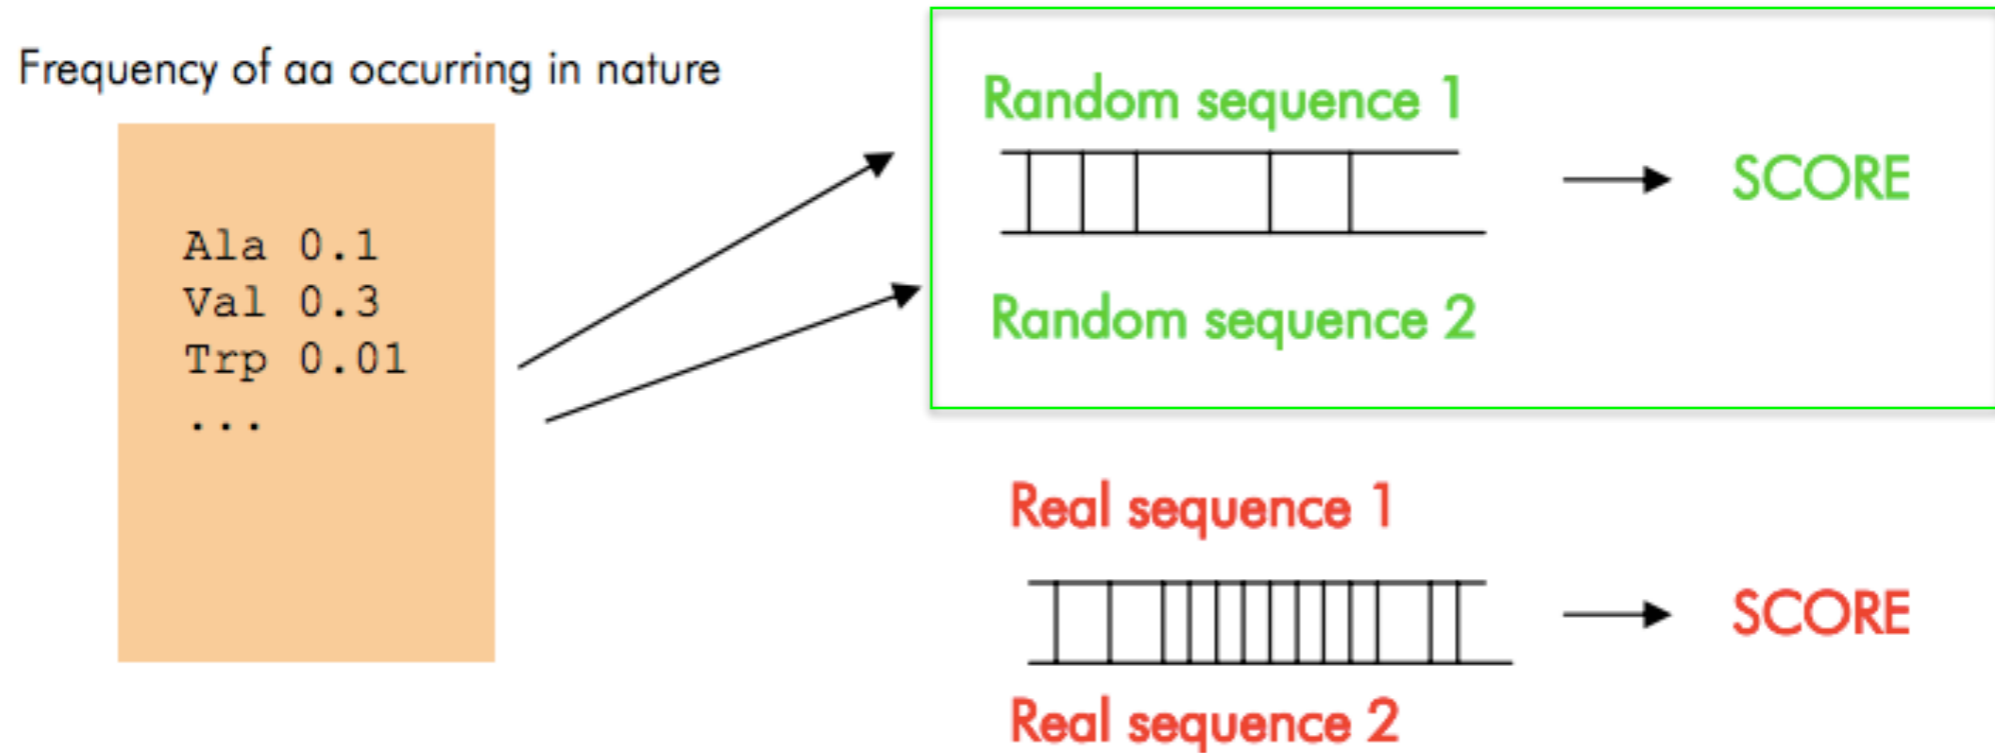 Frequency of aa occurring in nature
Ala 0.1
Val 0.3
Trp 0.01
...
Random sequence 1
SCORE
Random sequence 2
Real sequence 1
SCORE
Real sequence 2